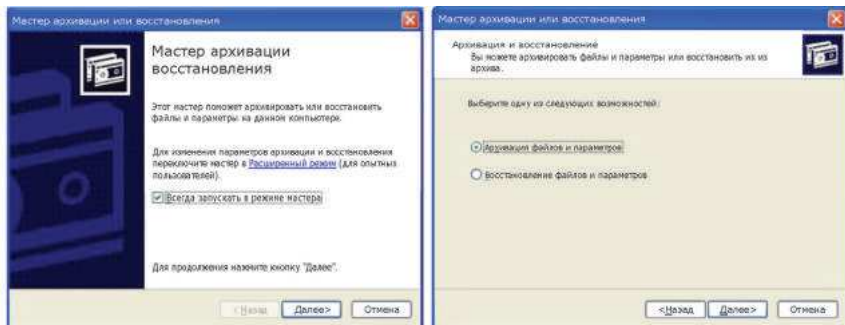 Мастер архивации или восстановления
Мастер архивации
восстановления
Этот мастер поможет архивировать или восстановить
файлы и параметры на данном компьютере.
Для изменения параметров архивации и восстановления
переключите мастер в Расширенный режим (для опытных
пользователей).
Всегда запускать в режиме мастера
Для продолжения нажмите кнопку "Далее".
< Назад Далее> Отмена
Мастер архивации или восстановления
Архивация и восстановление
Вы можете архивировать файлы и параметры или восстановить их из
архива.
Выберите одну из следующих возможностей:
Архивация файлов и параметров
Восстановление файлов и параметров
<Назад Далее> Отмена